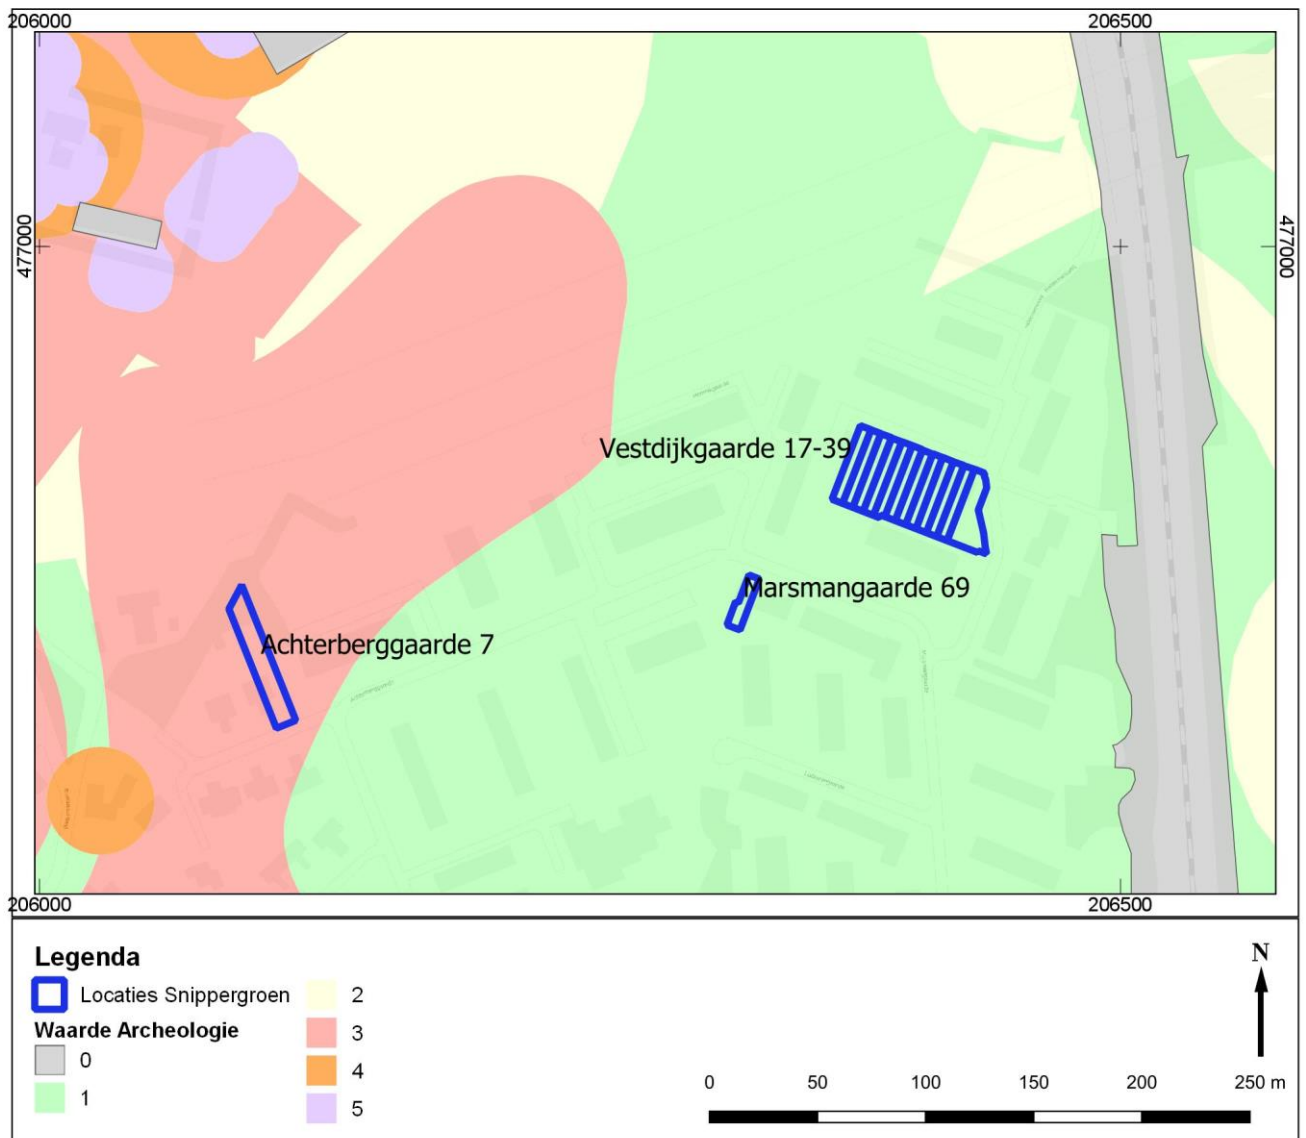 206000
206500
477000
477000
Vestdijkgaarde 17-39
Marsmangaarde 69
Achterberggaarde 7
206000
206500
Legenda
Locaties Snippergroen
Waarde Archeologie
0
1
2
3
4
5
N
0 50 100 150 200 250 m